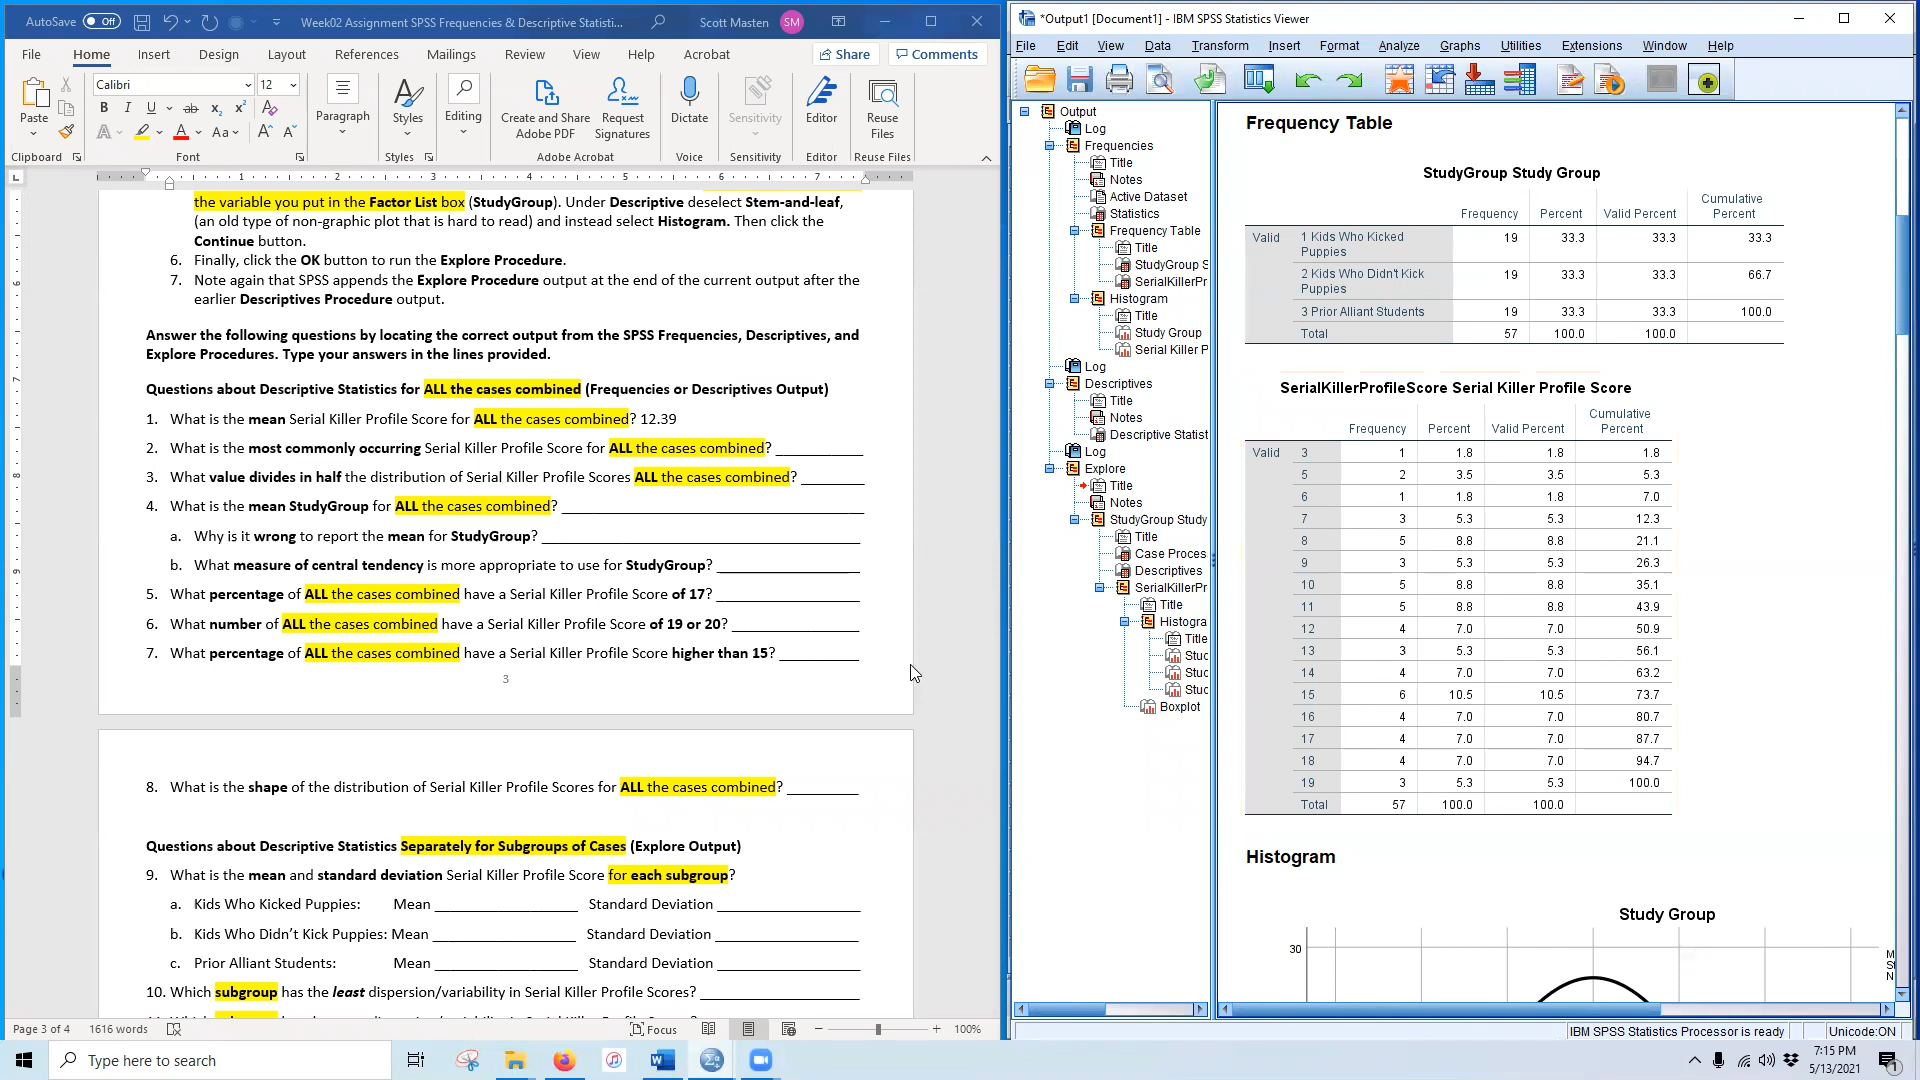 AutoSave Off Week02 Assignment SPSS Frequencies & Descriptive Statisti... Scott Masten SM
File Home Insert Design Layout References Mailings Review View Help Acrobat Share Comments
Calibri 12
Paste Paragraph Styles Editing Create and Share Adobe PDF Request Signatures Dictate Sensitivity Editor Reuse Files
Clipboard Font Styles Adobe Acrobat Voice Sensitivity Editor Reuse Files
the variable you put in the Factor List box (StudyGroup). Under Descriptive deselect Stem-and-leaf,
(an old type of non-graphic plot that is hard to read) and instead select Histogram. Then click the
Continue button.
6. Finally, click the OK button to run the Explore Procedure.
7. Note again that SPSS appends the Explore Procedure output at the end of the current output after the
earlier Descriptives Procedure output.
Answer the following questions by locating the correct output from the SPSS Frequencies, Descriptives, and
Explore Procedures. Type your answers in the lines provided.
Questions about Descriptive Statistics for ALL the cases combined (Frequencies or Descriptives Output)
1. What is the mean Serial Killer Profile Score for ALL the cases combined? 12.39
2. What is the most commonly occurring Serial Killer Profile Score for ALL the cases combined?
3. What value divides in half the distribution of Serial Killer Profile Scores ALL the cases combined?
4. What is the mean StudyGroup for ALL the cases combined?
a. Why is it wrong to report the mean for StudyGroup?
b. What measure of central tendency is more appropriate to use for StudyGroup?
5. What percentage of ALL the cases combined have a Serial Killer Profile Score of 17?
6. What number of ALL the cases combined have a Serial Killer Profile Score of 19 or 20?
7. What percentage of ALL the cases combined have a Serial Killer Profile Score higher than 15?
3
8. What is the shape of the distribution of Serial Killer Profile Scores for ALL the cases combined?
Questions about Descriptive Statistics Separately for Subgroups of Cases (Explore Output)
9. What is the mean and standard deviation Serial Killer Profile Score for each subgroup?
a. Kids Who Kicked Puppies: Mean Standard Deviation
b. Kids Who Didn't Kick Puppies: Mean Standard Deviation
c. Prior Alliant Students: Mean Standard Deviation
10. Which subgroup has the least dispersion/variability in Serial Killer Profile Scores?
Page 3 of 4 1616 words Focus 100%
*Output1 [Document1] - IBM SPSS Statistics Viewer
File Edit View Data Transform Insert Format Analyze Graphs Utilities Extensions Window Help
Output
Log
Frequencies
Title
Notes
Active Dataset
Statistics
Frequency Table
Title
StudyGroup S
SerialKillerPr
Histogram
Title
Study Group
Serial Killer P
Log
Descriptives
Title
Notes
Descriptive Statist
Log
Explore
Title
Notes
StudyGroup Study
Title
Case Proces
Descriptives
SerialKillerPr
Title
Histogra
Title
Stuc
Stuc
Stuc
Boxplot
Frequency Table
StudyGroup Study Group
Frequency Percent Valid Percent Cumulative Percent
Valid 1 Kids Who Kicked Puppies 19 33.3 33.3 33.3
2 Kids Who Didn't Kick Puppies 19 33.3 33.3 66.7
3 Prior Alliant Students 19 33.3 33.3 100.0
Total 57 100.0 100.0
SerialKillerProfileScore Serial Killer Profile Score
Frequency Percent Valid Percent Cumulative Percent
Valid 3 1 1.8 1.8 1.8
5 2 3.5 3.5 5.3
6 1 1.8 1.8 7.0
7 3 5.3 5.3 12.3
8 5 8.8 8.8 21.1
9 3 5.3 5.3 26.3
10 5 8.8 8.8 35.1
11 5 8.8 8.8 43.9
12 4 7.0 7.0 50.9
13 3 5.3 5.3 56.1
14 4 7.0 7.0 63.2
15 6 10.5 10.5 73.7
16 4 7.0 7.0 80.7
17 4 7.0 7.0 87.7
18 4 7.0 7.0 94.7
19 3 5.3 5.3 100.0
Total 57 100.0 100.0
Histogram
Study Group
30
M
St
N
IBM SPSS Statistics Processor is ready Unicode:ON
Type here to search
7:15 PM
5/13/2021